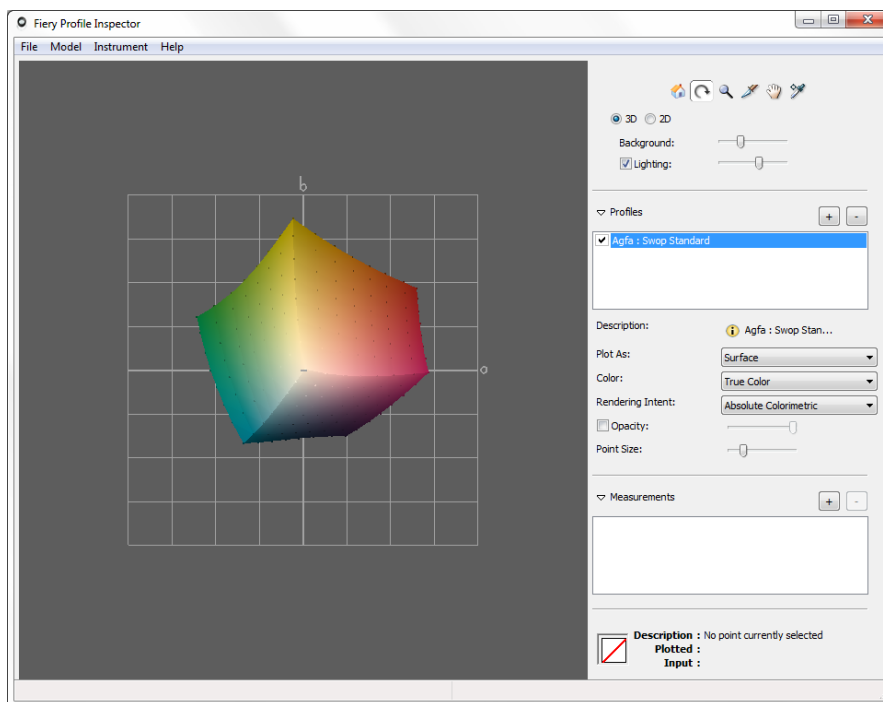 Fiery Profile Inspector
File Model Instrument Help
3D 2D
Background:
Lighting:
b
a
Profiles + -
Agfa : Swop Standard
Description: Agfa : Swop Stan...
Plot As: Surface
Color: True Color
Rendering Intent: Absolute Colorimetric
Opacity:
Point Size:
Measurements + -
Description : No point currently selected
Plotted :
Input :